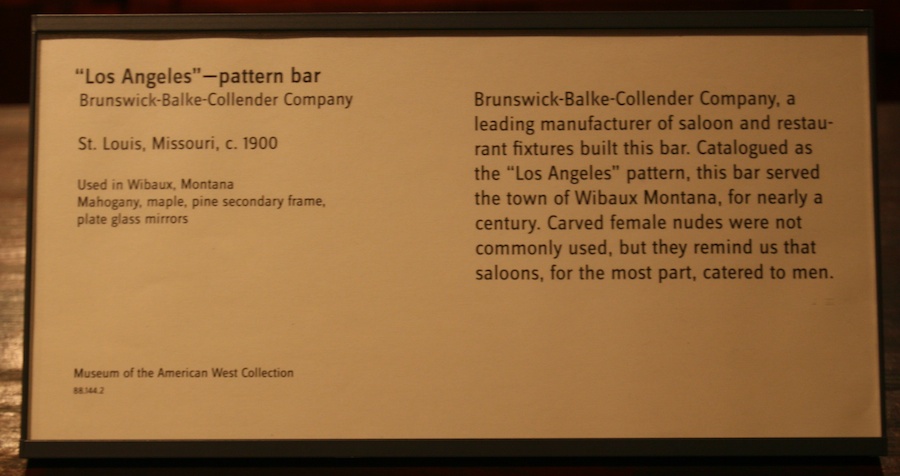 “Los Angeles”—pattern bar
Brunswick-Balke-Collender Company
St. Louis, Missouri, c. 1900
Used in Wibaux, Montana
Mahogany, maple, pine secondary frame,
plate glass mirrors
Museum of the American West Collection
88.144.2
Brunswick-Balke-Collender Company, a
leading manufacturer of saloon and restau-
rant fixtures built this bar. Catalogued as
the “Los Angeles” pattern, this bar served
the town of Wibaux Montana, for nearly a
century. Carved female nudes were not
commonly used, but they remind us that
saloons, for the most part, catered to men.